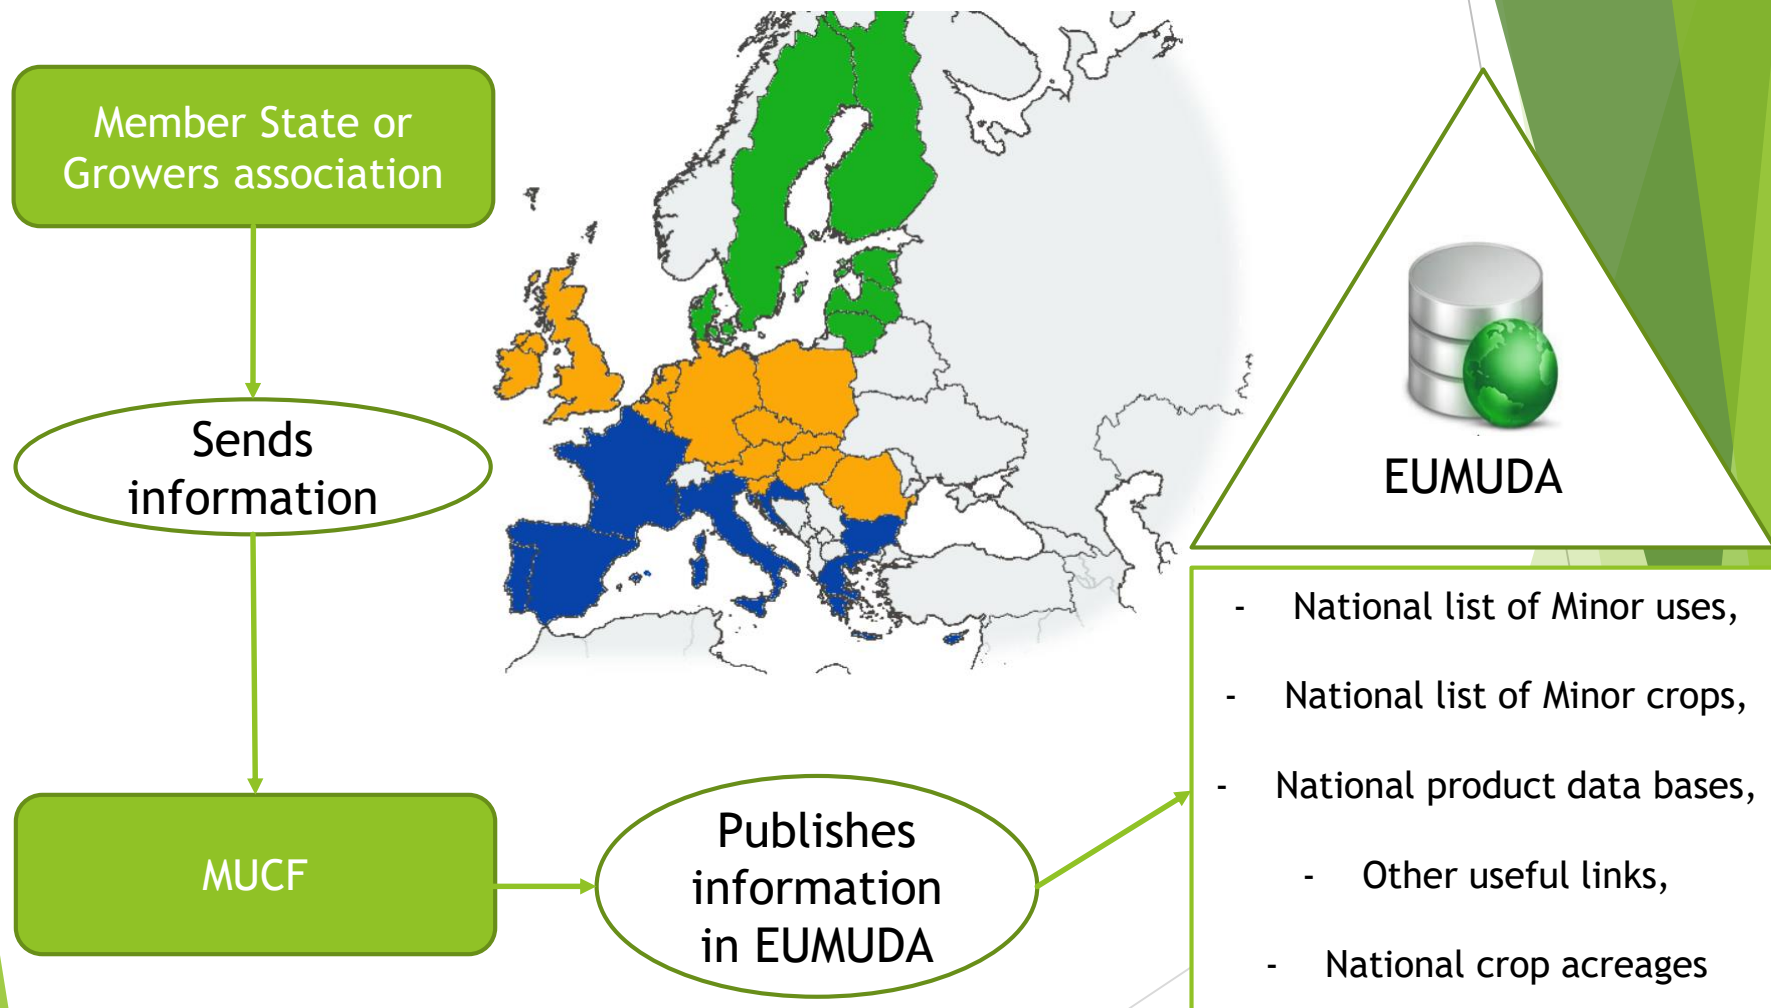 Member State or
Growers association
Sends
information
MUCF
Publishes
information
in EUMUDA
EUMUDA
- National list of Minor uses,
- National list of Minor crops,
- National product data bases,
- Other useful links,
- National crop acreages